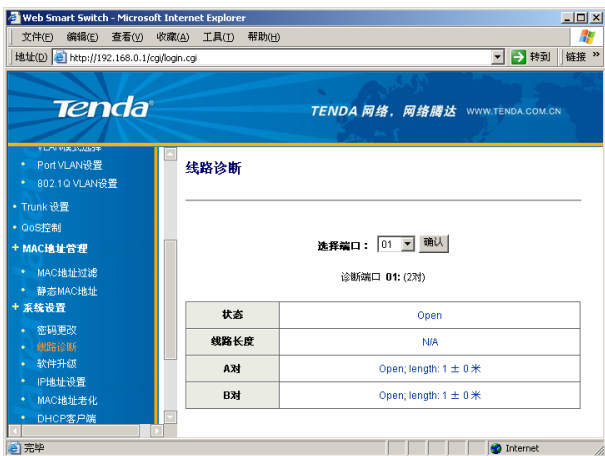 Web Smart Switch - Microsoft Internet Explorer
文件(F) 编辑(E) 查看(V) 收藏(A) 工具(T) 帮助(H)
地址(D) http://192.168.0.1/cgi/login.cgi 转到 链接 »
Tenda TENDA 网络，网络腾达 WWW.TENDA.COM.CN
VLAN模式选择
Port VLAN设置
802.1Q VLAN设置
Trunk 设置
QoS控制
+ MAC地址管理
MAC地址过滤
静态MAC地址
+ 系统设置
密码更改
线路诊断
软件升级
IP地址设置
MAC地址老化
DHCP客户端
线路诊断
选择端口： 01 确认
诊断端口 01: (2对)
状态 Open
线路长度 N/A
A对 Open; length: 1 ± 0 米
B对 Open; length: 1 ± 0 米
完毕 Internet